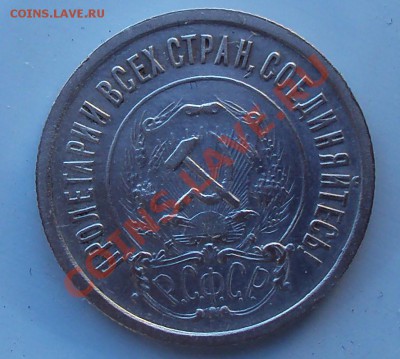 COINS.LAVE.RU
ПРОЛЕТАРИИ ВСЕХ СТРАН, СОЕДИНЯЙТЕСЬ!
Р.С.Ф.С.Р.
COINS.LAVE.RU